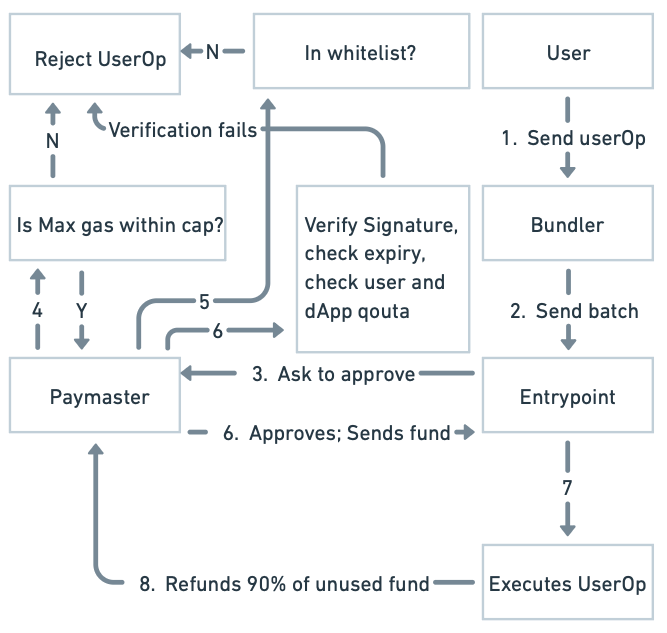 Reject UserOp
N
In whitelist?
User
Verification fails
1. Send userOp
N
Is Max gas within cap?
Verify Signature,
check expiry,
check user and
dApp qouta
Bundler
4
Y
5
6
2. Send batch
Paymaster
3. Ask to approve
Entrypoint
6. Approves; Sends fund
7
8. Refunds 90% of unused fund
Executes UserOp